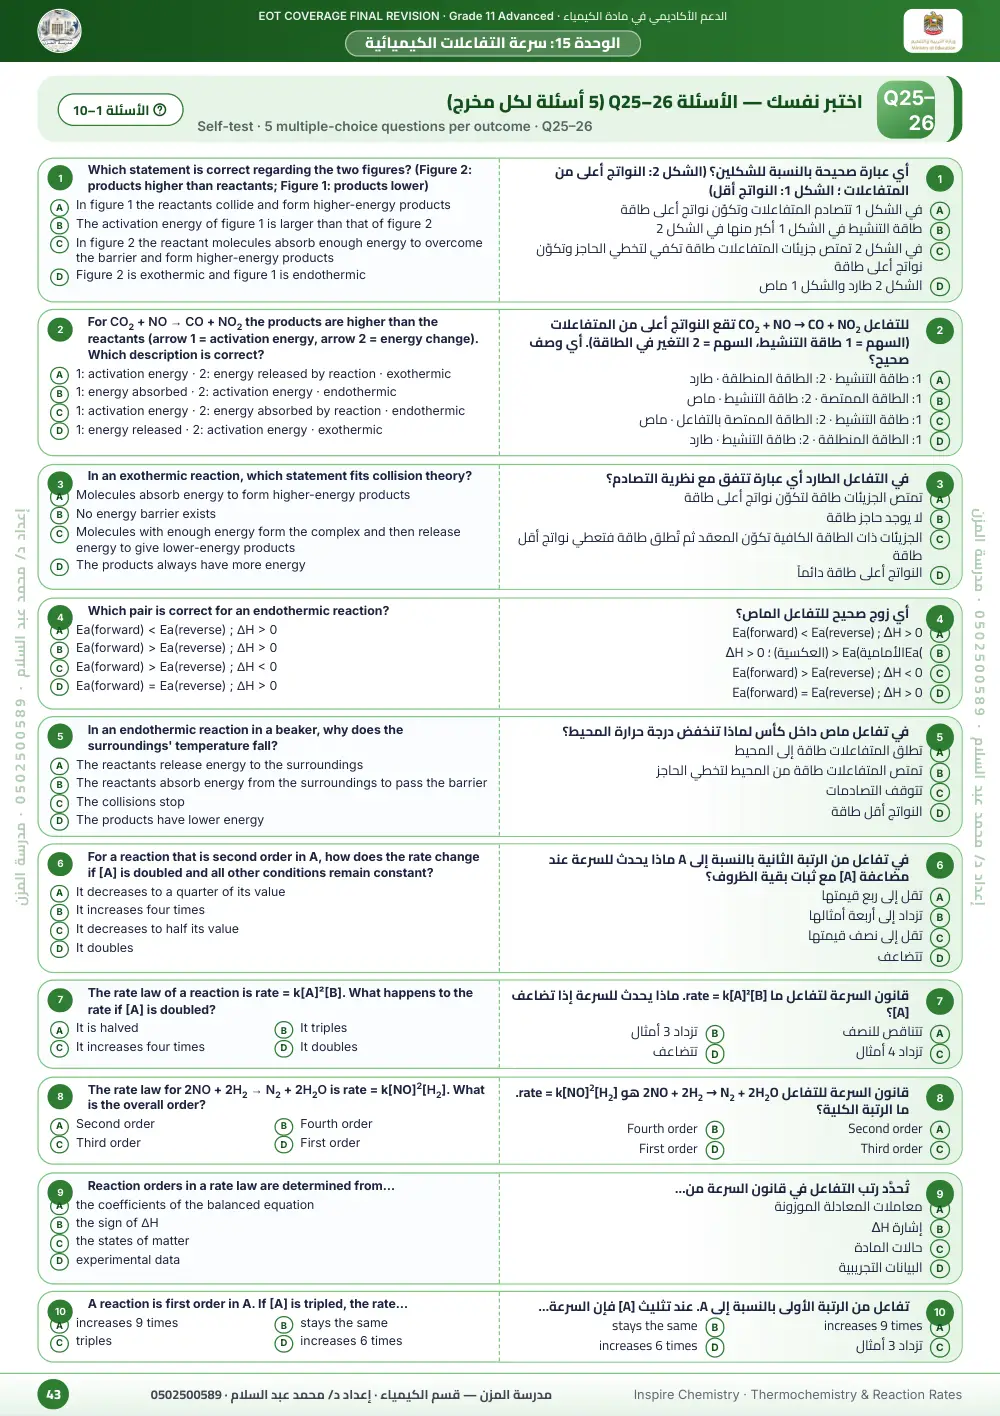 EOT COVERAGE FINAL REVISION · Grade 11 Advanced · الدعم الأكاديمي في مادة الكيمياء
الوحدة 15: سرعة التفاعلات الكيميائية
Q25–26
اختبر نفسك — الأسئلة Q25–26 (5 أسئلة لكل مخرج)
Self-test · 5 multiple-choice questions per outcome · Q25–26
الأسئلة 1–10
1
Which statement is correct regarding the two figures? (Figure 2:
products higher than reactants; Figure 1: products lower)
A In figure 1 the reactants collide and form higher-energy products
B The activation energy of figure 1 is larger than that of figure 2
C In figure 2 the reactant molecules absorb enough energy to overcome
the barrier and form higher-energy products
D Figure 2 is exothermic and figure 1 is endothermic
1
أي عبارة صحيحة بالنسبة للشكلين؟ (الشكل 2: النواتج أعلى من
المتفاعلات ؛ الشكل 1: النواتج أقل)
A في الشكل 1 تتصادم المتفاعلات وتكوّن نواتج أعلى طاقة
B طاقة التنشيط في الشكل 1 أكبر منها في الشكل 2
C في الشكل 2 تمتص جزيئات المتفاعلات طاقة تكفي لتخطي الحاجز وتكوّن
نواتج أعلى طاقة
D الشكل 2 طارد والشكل 1 ماص
2
For CO₂ + NO → CO + NO₂ the products are higher than the
reactants (arrow 1 = activation energy, arrow 2 = energy change).
Which description is correct?
A 1: activation energy · 2: energy released by reaction · exothermic
B 1: energy absorbed · 2: activation energy · endothermic
C 1: activation energy · 2: energy absorbed by reaction · endothermic
D 1: energy released · 2: activation energy · exothermic
2
للتفاعل CO₂ + NO → CO + NO₂ تقع النواتج أعلى من المتفاعلات
(السهم 1 = طاقة التنشيط، السهم 2 = التغير في الطاقة). أي وصف
صحيح؟
A 1: طاقة التنشيط · 2: الطاقة المنطلقة · طارد
B 1: الطاقة الممتصة · 2: طاقة التنشيط · ماص
C 1: طاقة التنشيط · 2: الطاقة الممتصة بالتفاعل · ماص
D 1: الطاقة المنطلقة · 2: طاقة التنشيط · طارد
3
In an exothermic reaction, which statement fits collision theory?
A Molecules absorb energy to form higher-energy products
B No energy barrier exists
C Molecules with enough energy form the complex and then release
energy to give lower-energy products
D The products always have more energy
3
في التفاعل الطارد أي عبارة تتفق مع نظرية التصادم؟
A تمتص الجزيئات طاقة لتكوّن نواتج أعلى طاقة
B لا يوجد حاجز طاقة
C الجزيئات ذات الطاقة الكافية تكوّن المعقد ثم تُطلق طاقة فتعطي نواتج أقل
طاقة
D النواتج أعلى طاقة دائماً
4
Which pair is correct for an endothermic reaction?
A Ea(forward) < Ea(reverse) ; ΔH > 0
B Ea(forward) > Ea(reverse) ; ΔH > 0
C Ea(forward) > Ea(reverse) ; ΔH < 0
D Ea(forward) = Ea(reverse) ; ΔH > 0
4
أي زوج صحيح للتفاعل الماص؟
A Ea(forward) < Ea(reverse) ; ΔH > 0
B Ea(الأمامية) > Ea(العكسية) ؛ ΔH > 0
C Ea(forward) > Ea(reverse) ; ΔH < 0
D Ea(forward) = Ea(reverse) ; ΔH > 0
5
In an endothermic reaction in a beaker, why does the
surroundings' temperature fall?
A The reactants release energy to the surroundings
B The reactants absorb energy from the surroundings to pass the barrier
C The collisions stop
D The products have lower energy
5
في تفاعل ماص داخل كأس لماذا تنخفض درجة حرارة المحيط؟
A تطلق المتفاعلات طاقة إلى المحيط
B تمتص المتفاعلات طاقة من المحيط لتخطي الحاجز
C تتوقف التصادمات
D النواتج أقل طاقة
6
For a reaction that is second order in A, how does the rate change
if [A] is doubled and all other conditions remain constant?
A It decreases to a quarter of its value
B It increases four times
C It decreases to half its value
D It doubles
6
في تفاعل من الرتبة الثانية بالنسبة إلى A ماذا يحدث للسرعة عند
مضاعفة [A] مع ثبات بقية الظروف؟
A تقل إلى ربع قيمتها
B تزداد إلى أربعة أمثالها
C تقل إلى نصف قيمتها
D تتضاعف
7
The rate law of a reaction is rate = k[A]²[B]. What happens to the
rate if [A] is doubled?
A It is halved
B It triples
C It increases four times
D It doubles
7
قانون السرعة لتفاعل ما rate = k[A]²[B]. ماذا يحدث للسرعة إذا تضاعف
[A]؟
A تتناقص للنصف
B تزداد 3 أمثال
C تزداد 4 أمثال
D تتضاعف
8
The rate law for 2NO + 2H₂ → N₂ + 2H₂O is rate = k[NO]²[H₂]. What
is the overall order?
A Second order
B Fourth order
C Third order
D First order
8
قانون السرعة للتفاعل 2NO + 2H₂ → N₂ + 2H₂O هو rate = k[NO]²[H₂].
ما الرتبة الكلية؟
A Second order
B Fourth order
C Third order
D First order
9
Reaction orders in a rate law are determined from...
A the coefficients of the balanced equation
B the sign of ΔH
C the states of matter
D experimental data
9
تُحدَّد رتب التفاعل في قانون السرعة من...
A معاملات المعادلة الموزونة
B إشارة ΔH
C حالات المادة
D البيانات التجريبية
10
A reaction is first order in A. If [A] is tripled, the rate...
A increases 9 times
B stays the same
C triples
D increases 6 times
10
تفاعل من الرتبة الأولى بالنسبة إلى A. عند تثليث [A] فإن السرعة...
A increases 9 times
B stays the same
C تزداد 3 أمثال
D increases 6 times
إعداد د/ محمد عبد السلام · 0502500589 · مدرسة المزن
إعداد د/ محمد عبد السلام · 0502500589 · مدرسة المزن
43
مدرسة المزن — قسم الكيمياء · إعداد د/ محمد عبد السلام · 0502500589
Inspire Chemistry · Thermochemistry & Reaction Rates